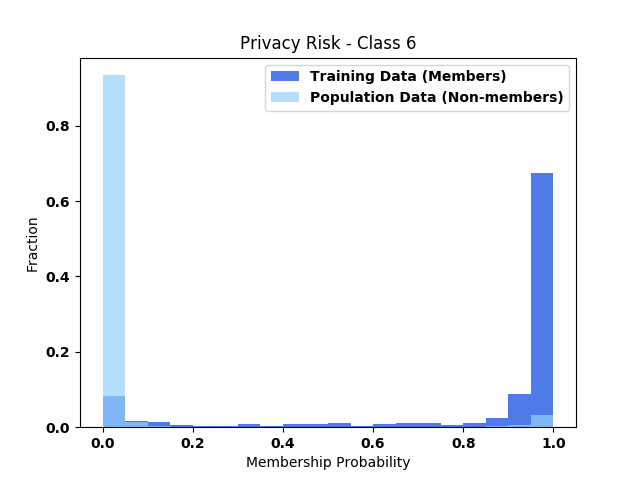 Privacy Risk - Class 6
Training Data (Members)
Population Data (Non-members)
Fraction
0.8
0.6
0.4
0.2
0.0
0.0 0.2 0.4 0.6 0.8 1.0
Membership Probability